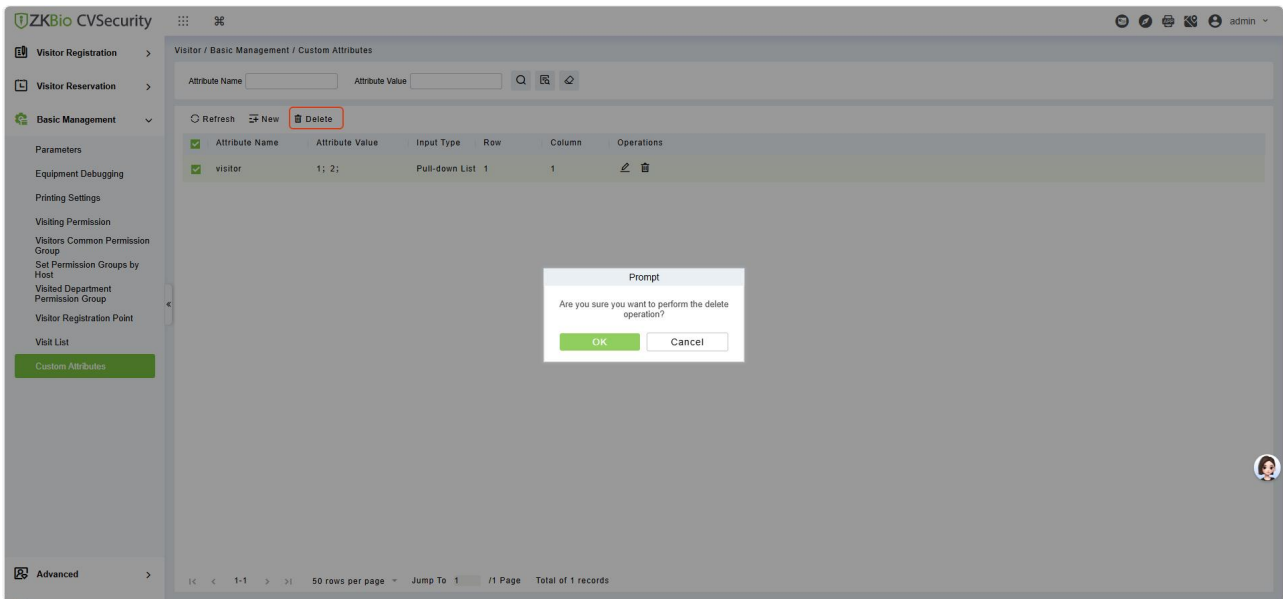 ZKBio CVSecurity
admin
Visitor Registration
Visitor Reservation
Basic Management
Parameters
Equipment Debugging
Printing Settings
Visiting Permission
Visitors Common Permission
Group
Set Permission Groups by
Host
Visited Department
Permission Group
Visitor Registration Point
Visit List
Custom Attributes
Advanced
Visitor / Basic Management / Custom Attributes
Attribute Name
Attribute Value
Refresh New Delete
Attribute Name Attribute Value Input Type Row Column Operations
visitor 1; 2; Pull-down List 1 1
Prompt
Are you sure you want to perform the delete
operation?
OK Cancel
|< < 1-1 > >| 50 rows per page Jump To 1 /1 Page Total of 1 records